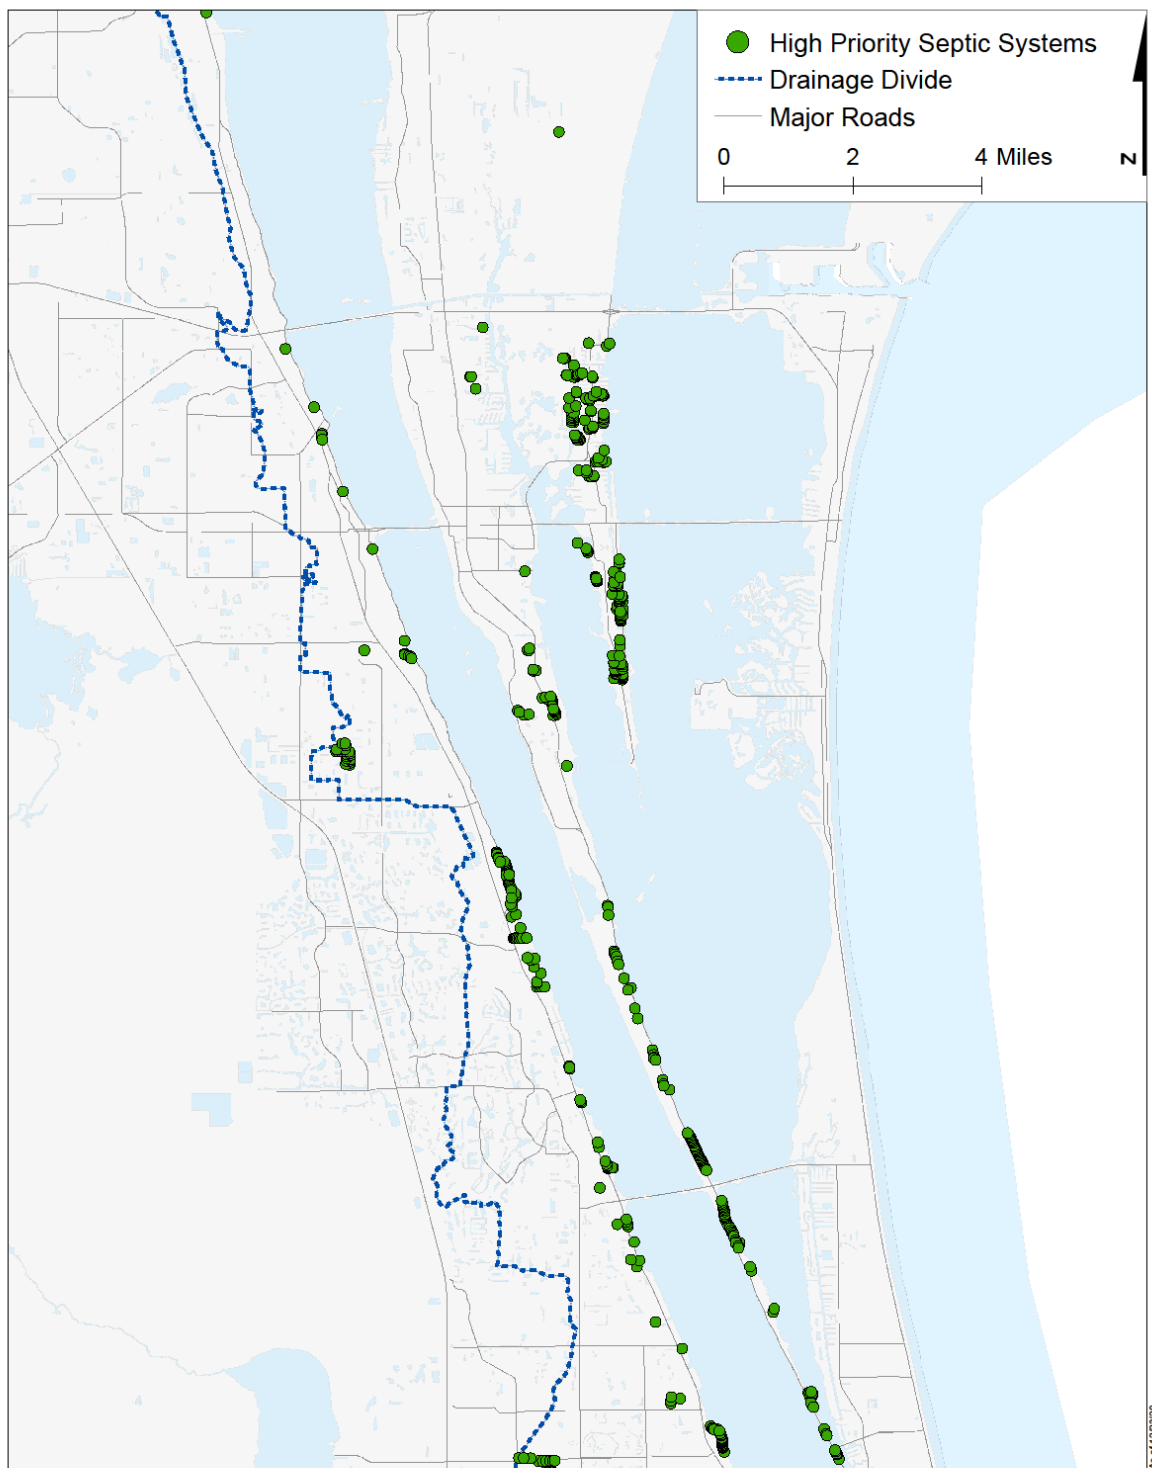 High Priority Septic Systems
Drainage Divide
Major Roads
0 2 4 Miles
N